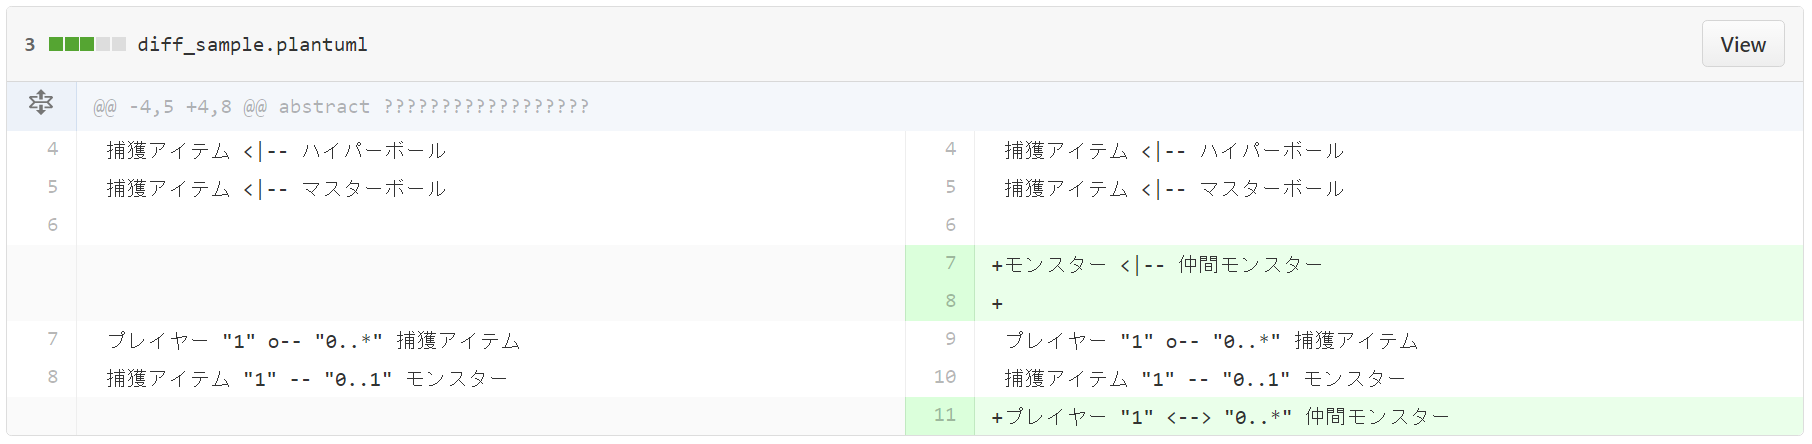 3 diff_sample.plantuml View
@@ -4,5 +4,8 @@ abstract ??????????????????
4 捕獲アイテム <|-- ハイパーボール 4 捕獲アイテム <|-- ハイパーボール
5 捕獲アイテム <|-- マスターボール 5 捕獲アイテム <|-- マスターボール
6 6
7 +モンスター <|-- 仲間モンスター
8 +
7 プレイヤー "1" o-- "0..*" 捕獲アイテム 9 プレイヤー "1" o-- "0..*" 捕獲アイテム
8 捕獲アイテム "1" -- "0..1" モンスター 10 捕獲アイテム "1" -- "0..1" モンスター
11 +プレイヤー "1" <--> "0..*" 仲間モンスター